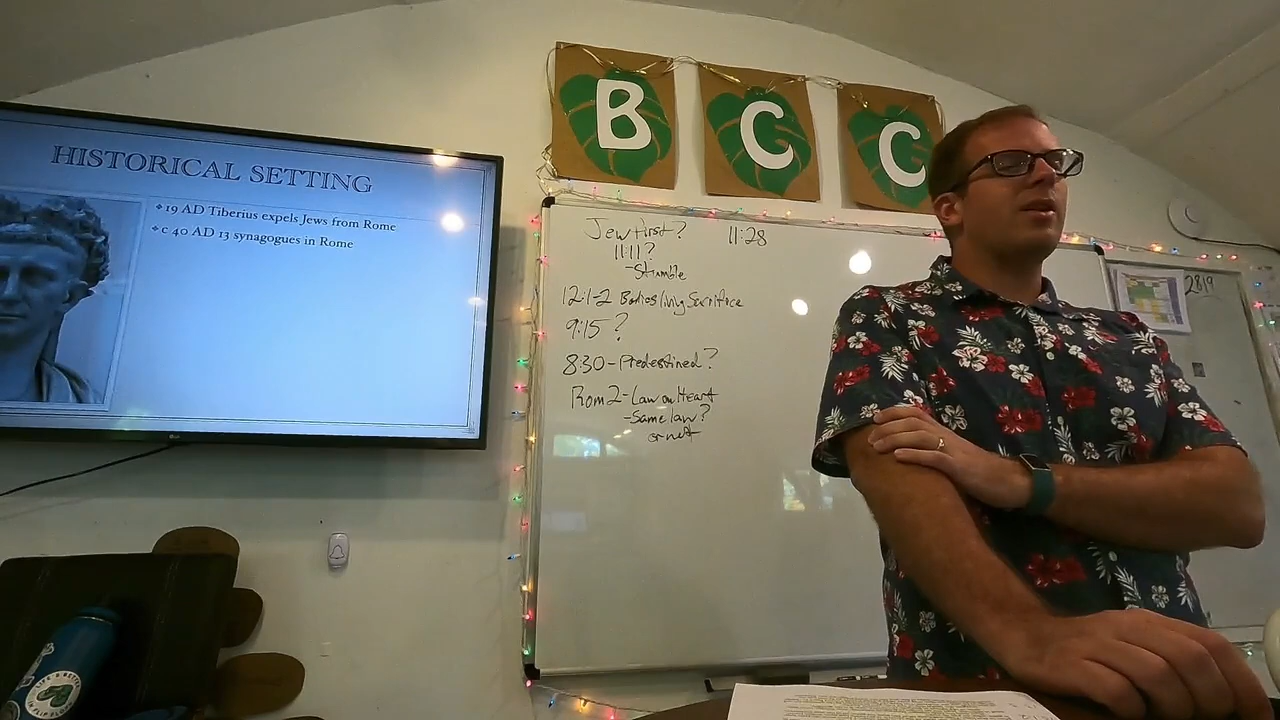 HISTORICAL SETTING
19 AD Tiberius expels Jews from Rome
c 40 AD 13 synagogues in Rome
B C C
Jew first? 11:28
11:11?
-Stumble
12:1-2 Bodies living Sacrifice
9:15?
8:30-Predestined?
Rom 2-Law on Heart
-Same law?
or not
2819